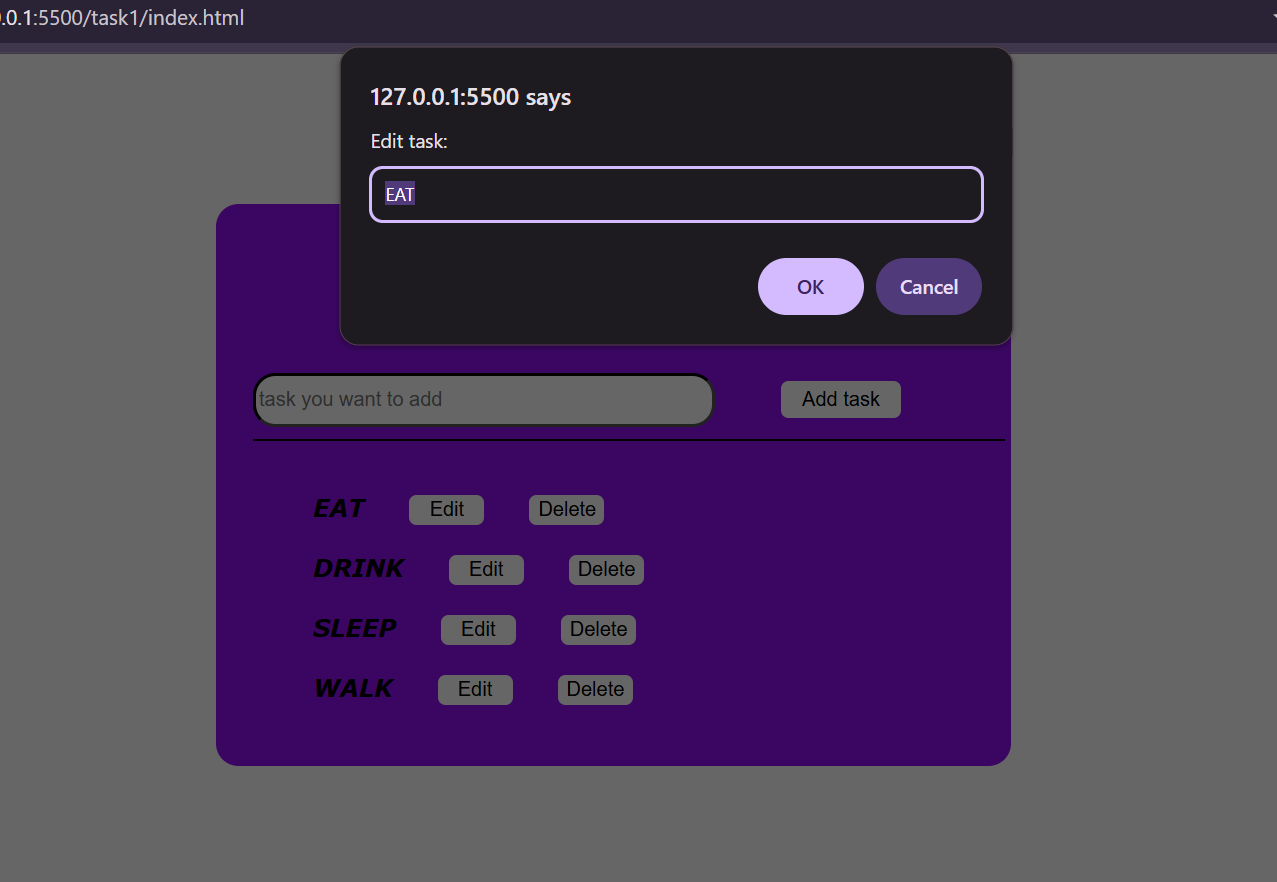 .0.1:5500/task1/index.html
127.0.0.1:5500 says
Edit task:
EAT
OK Cancel
task you want to add Add task
EAT Edit Delete
DRINK Edit Delete
SLEEP Edit Delete
WALK Edit Delete